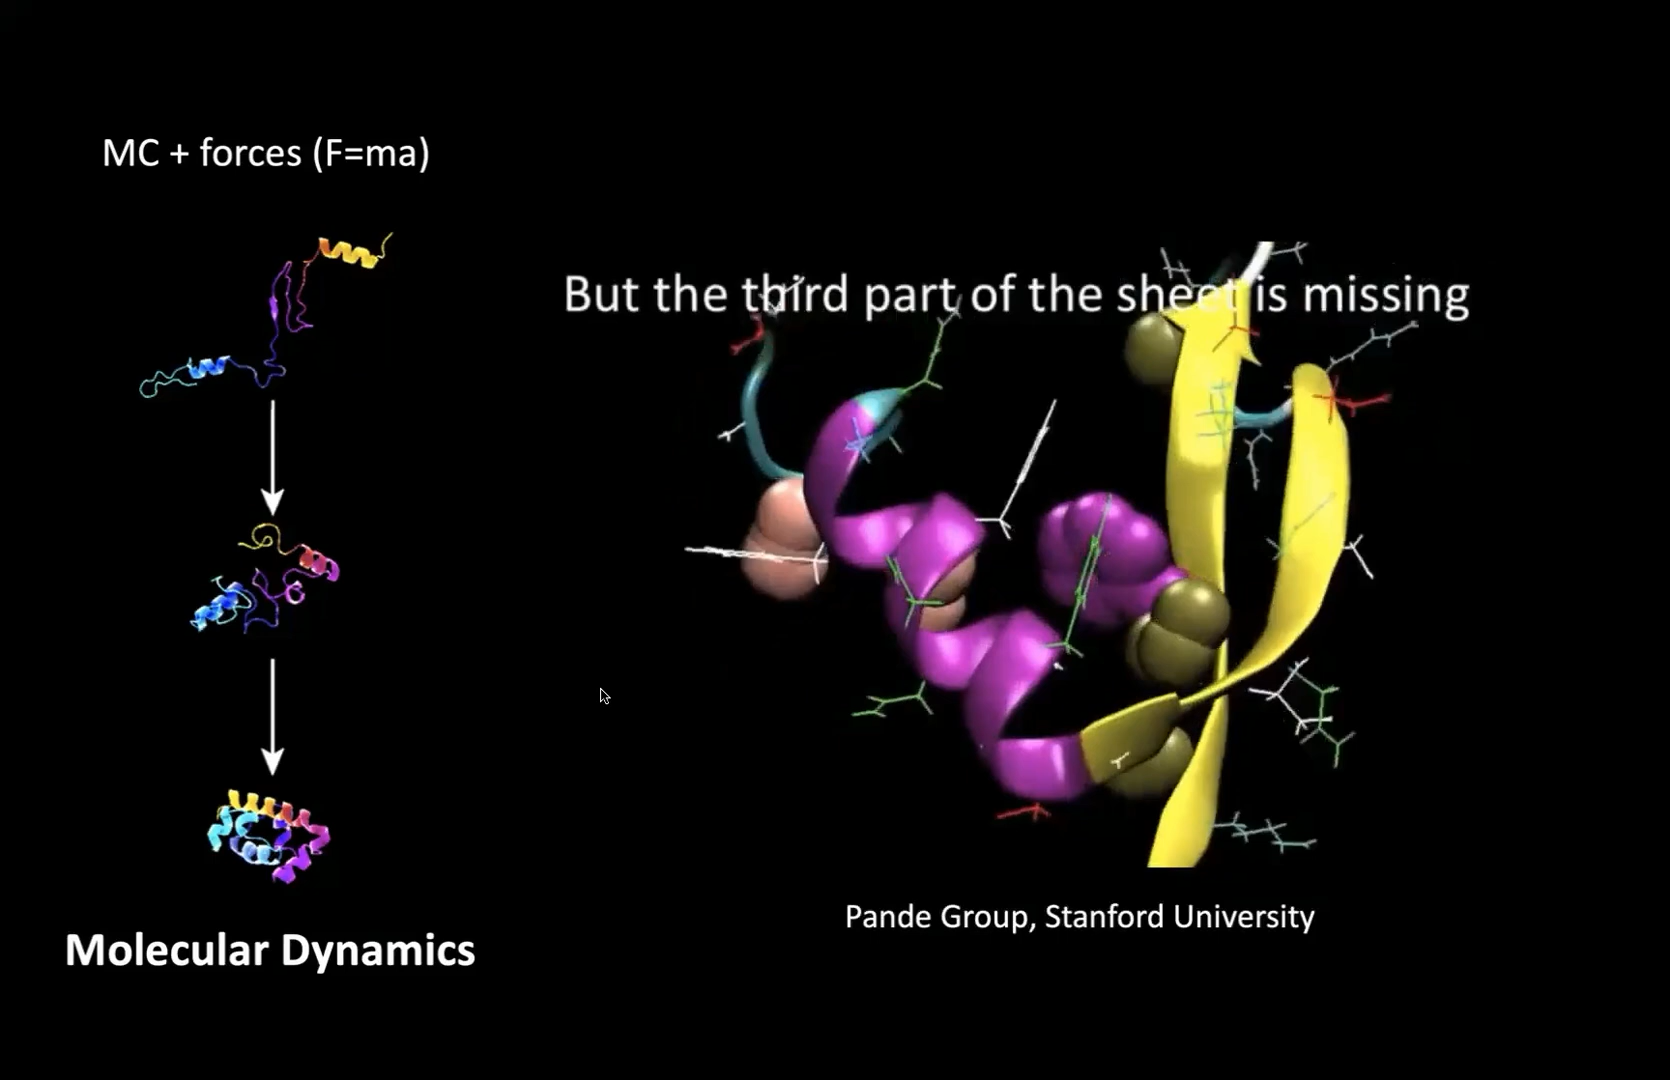 MC + forces (F=ma)
But the third part of the sheet is missing
Pande Group, Stanford University
Molecular Dynamics